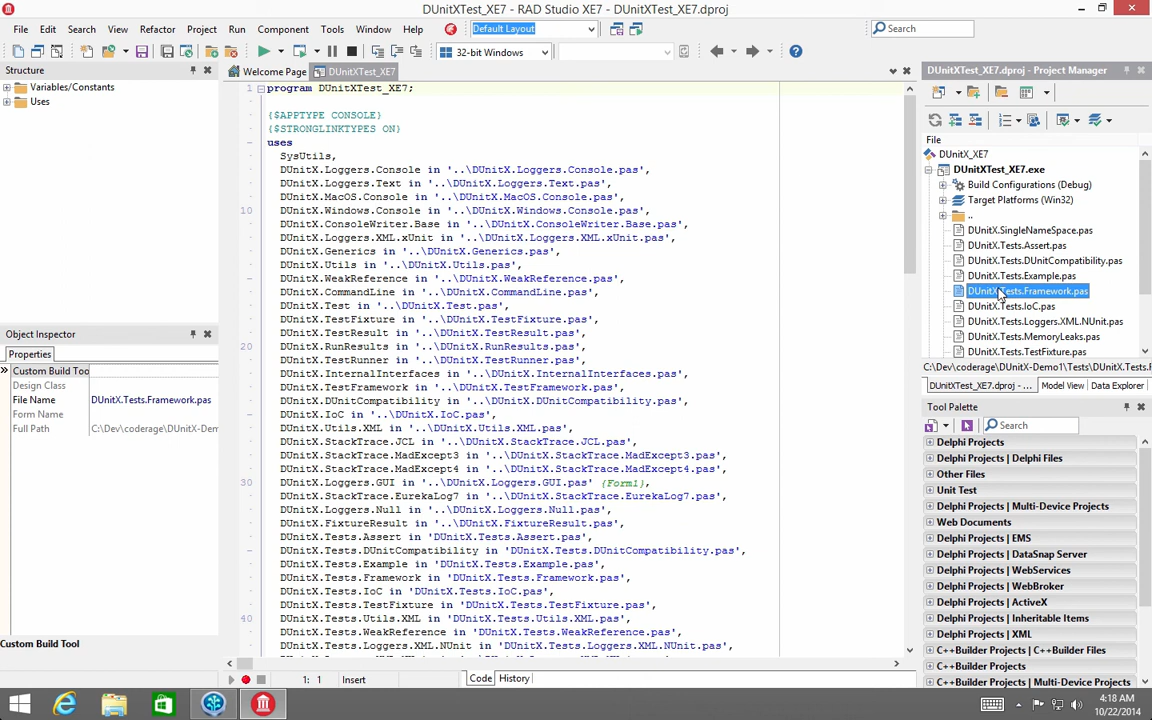 DUnitXTest_XE7 - RAD Studio XE7 - DUnitXTest_XE7.dproj
File Edit Search View Refactor Project Run Component Tools Window Help
Default Layout
Search
32-bit Windows
Structure
Variables/Constants
Uses
Object Inspector
Properties
Custom Build Too
Design Class
File Name DUnitX.Tests.Framework.pas
Form Name
Full Path C:\Dev\coderage\DUnitX-Dem
Custom Build Tool
Welcome Page DUnitXTest_XE7
1 program DUnitXTest_XE7;
{$APPTYPE CONSOLE}
{$STRONGLINKTYPES ON}
uses
SysUtils,
DUnitX.Loggers.Console in '..\DUnitX.Loggers.Console.pas',
DUnitX.Loggers.Text in '..\DUnitX.Loggers.Text.pas',
DUnitX.MacOS.Console in '..\DUnitX.MacOS.Console.pas',
10 DUnitX.Windows.Console in '..\DUnitX.Windows.Console.pas',
DUnitX.ConsoleWriter.Base in '..\DUnitX.ConsoleWriter.Base.pas',
DUnitX.Loggers.XML.xUnit in '..\DUnitX.Loggers.XML.xUnit.pas',
DUnitX.Generics in '..\DUnitX.Generics.pas',
DUnitX.Utils in '..\DUnitX.Utils.pas',
DUnitX.WeakReference in '..\DUnitX.WeakReference.pas',
DUnitX.CommandLine in '..\DUnitX.CommandLine.pas',
DUnitX.Test in '..\DUnitX.Test.pas',
DUnitX.TestFixture in '..\DUnitX.TestFixture.pas',
DUnitX.TestResult in '..\DUnitX.TestResult.pas',
20 DUnitX.RunResults in '..\DUnitX.RunResults.pas',
DUnitX.TestRunner in '..\DUnitX.TestRunner.pas',
DUnitX.InternalInterfaces in '..\DUnitX.InternalInterfaces.pas',
DUnitX.TestFramework in '..\DUnitX.TestFramework.pas',
DUnitX.DUnitCompatibility in '..\DUnitX.DUnitCompatibility.pas',
DUnitX.IoC in '..\DUnitX.IoC.pas',
DUnitX.Utils.XML in '..\DUnitX.Utils.XML.pas',
DUnitX.StackTrace.JCL in '..\DUnitX.StackTrace.JCL.pas',
DUnitX.StackTrace.MadExcept3 in '..\DUnitX.StackTrace.MadExcept3.pas',
DUnitX.StackTrace.MadExcept4 in '..\DUnitX.StackTrace.MadExcept4.pas',
30 DUnitX.Loggers.GUI in '..\DUnitX.Loggers.GUI.pas' {Form1},
DUnitX.StackTrace.EurekaLog7 in '..\DUnitX.StackTrace.EurekaLog7.pas',
DUnitX.Loggers.Null in '..\DUnitX.Loggers.Null.pas',
DUnitX.FixtureResult in '..\DUnitX.FixtureResult.pas',
DUnitX.Tests.Assert in 'DUnitX.Tests.Assert.pas',
DUnitX.Tests.DUnitCompatibility in 'DUnitX.Tests.DUnitCompatibility.pas',
DUnitX.Tests.Example in 'DUnitX.Tests.Example.pas',
DUnitX.Tests.Framework in 'DUnitX.Tests.Framework.pas',
DUnitX.Tests.IoC in 'DUnitX.Tests.IoC.pas',
DUnitX.Tests.TestFixture in 'DUnitX.Tests.TestFixture.pas',
40 DUnitX.Tests.Utils.XML in 'DUnitX.Tests.Utils.XML.pas',
DUnitX.Tests.WeakReference in 'DUnitX.Tests.WeakReference.pas',
DUnitX.Tests.Loggers.XML.NUnit in 'DUnitX.Tests.Loggers.XML.NUnit.pas',
1: 1 Insert Code History
DUnitXTest_XE7.dproj - Project Manager
File
DUnitX_XE7
DUnitXTest_XE7.exe
Build Configurations (Debug)
Target Platforms (Win32)
..
DUnitX.SingleNameSpace.pas
DUnitX.Tests.Assert.pas
DUnitX.Tests.DUnitCompatibility.pas
DUnitX.Tests.Example.pas
DUnitX.Tests.Framework.pas
DUnitX.Tests.IoC.pas
DUnitX.Tests.Loggers.XML.NUnit.pas
DUnitX.Tests.MemoryLeaks.pas
DUnitX.Tests.TestFixture.pas
C:\Dev\coderage\DUnitX-Demo1\Tests\DUnitX.Tests.F
DUnitXTest_XE7.dproj - ... Model View Data Explorer
Tool Palette
Search
Delphi Projects
Delphi Projects | Delphi Files
Other Files
Unit Test
Delphi Projects | Multi-Device Projects
Web Documents
Delphi Projects | EMS
Delphi Projects | DataSnap Server
Delphi Projects | WebServices
Delphi Projects | WebBroker
Delphi Projects | ActiveX
Delphi Projects | Inheritable Items
Delphi Projects | XML
C++Builder Projects | C++Builder Files
C++Builder Projects
C++Builder Projects | Multi-Device Projects
4:18 AM
10/22/2014